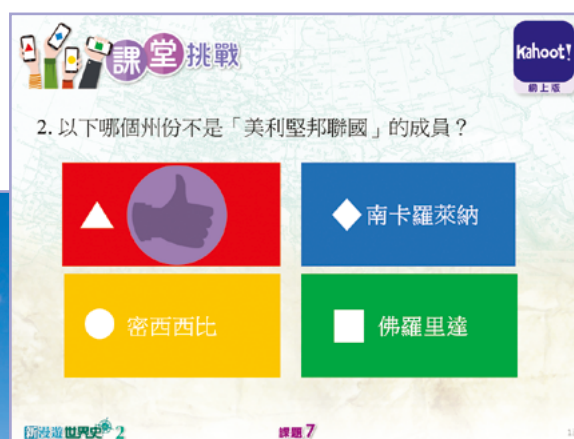 課堂挑戰
Kahoot!
網上版
2. 以下哪個州份不是「美利堅邦聯國」的成員？
南卡羅萊納
密西西比
佛羅里達
新漫遊世界史 2
課題 7